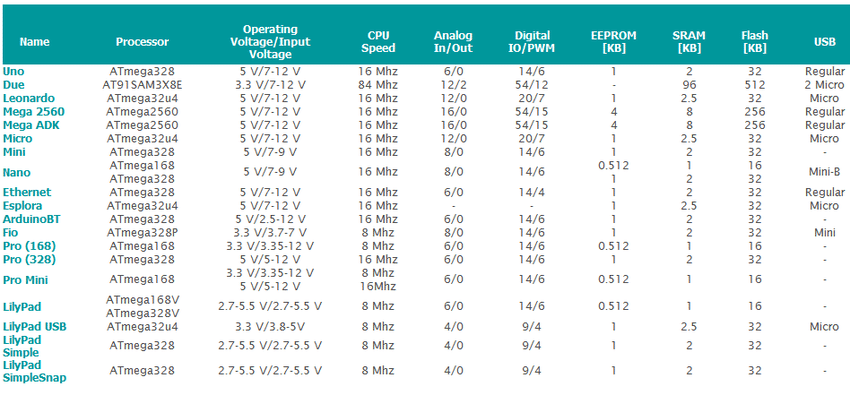 Name Processor Operating Voltage/Input Voltage CPU Speed Analog In/Out Digital IO/PWM EEPROM [KB] SRAM [KB] Flash [KB] USB
Uno ATmega328 5 V/7-12 V 16 Mhz 6/0 14/6 1 2 32 Regular
Due AT91SAM3X8E 3.3 V/7-12 V 84 Mhz 12/2 54/12 - 96 512 2 Micro
Leonardo ATmega32u4 5 V/7-12 V 16 Mhz 12/0 20/7 1 2.5 32 Micro
Mega 2560 ATmega2560 5 V/7-12 V 16 Mhz 16/0 54/15 4 8 256 Regular
Mega ADK ATmega2560 5 V/7-12 V 16 Mhz 16/0 54/15 4 8 256 Regular
Micro ATmega32u4 5 V/7-12 V 16 Mhz 12/0 20/7 1 2.5 32 Micro
Mini ATmega328 5 V/7-9 V 16 Mhz 8/0 14/6 1 2 32 -
Nano ATmega168 ATmega328 5 V/7-9 V 16 Mhz 8/0 14/6 0.512 1 1 2 16 32 Mini-B
Ethernet ATmega328 5 V/7-12 V 16 Mhz 6/0 14/4 1 2 32 Regular
Esplora ATmega32u4 5 V/7-12 V 16 Mhz - - 1 2.5 32 Micro
ArduinoBT ATmega328 5 V/2.5-12 V 16 Mhz 6/0 14/6 1 2 32 -
Fio ATmega328P 3.3 V/3.7-7 V 8 Mhz 8/0 14/6 1 2 32 Mini
Pro (168) ATmega168 3.3 V/3.35-12 V 8 Mhz 6/0 14/6 0.512 1 16 -
Pro (328) ATmega328 5 V/5-12 V 16 Mhz 6/0 14/6 1 2 32 -
Pro Mini ATmega168 3.3 V/3.35-12 V 5 V/5-12 V 8 Mhz 16Mhz 6/0 14/6 0.512 1 16 -
LilyPad ATmega168V ATmega328V 2.7-5.5 V/2.7-5.5 V 8 Mhz 6/0 14/6 0.512 1 16 -
LilyPad USB ATmega32u4 3.3 V/3.8-5V 8 Mhz 4/0 9/4 1 2.5 32 Micro
LilyPad Simple ATmega328 2.7-5.5 V/2.7-5.5 V 8 Mhz 4/0 9/4 1 2 32 -
LilyPad SimpleSnap ATmega328 2.7-5.5 V/2.7-5.5 V 8 Mhz 4/0 9/4 1 2 32 -